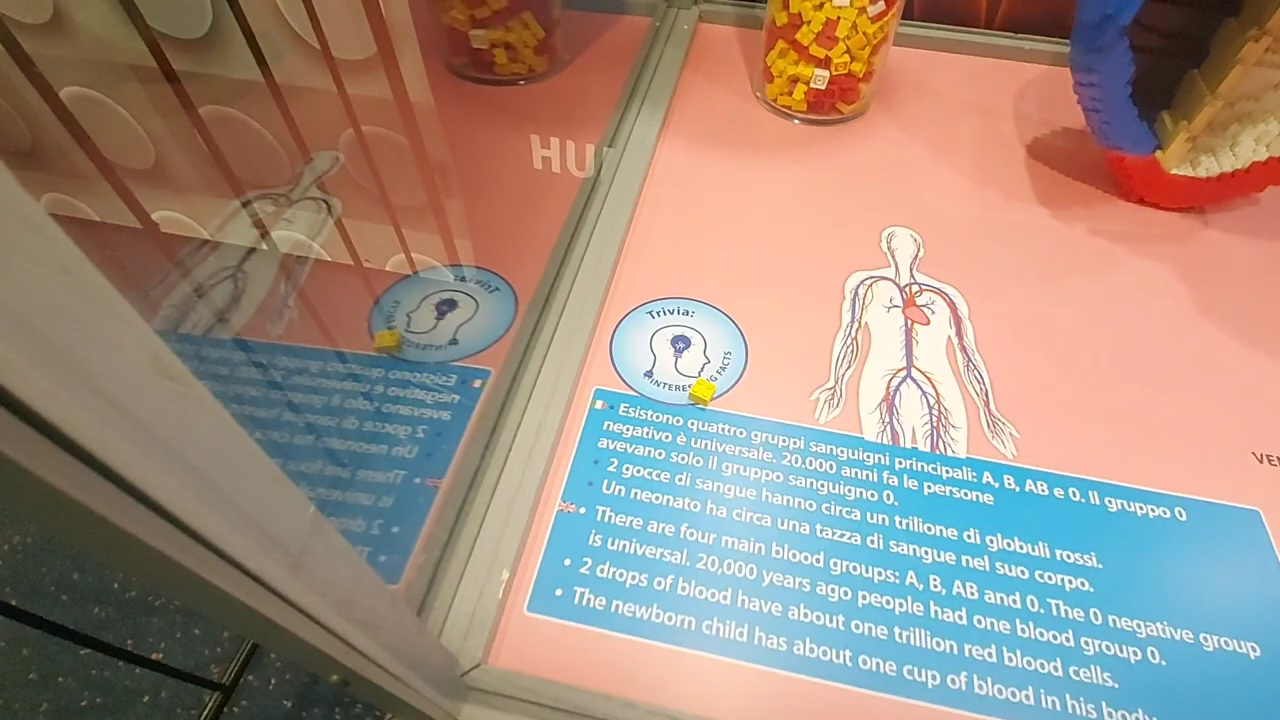 HU
Trivia:
INTERES G FACTS
Esistono quattro gruppi sanguigni principali: A, B, AB e 0. Il gruppo 0
negativo è universale. 20.000 anni fa le persone
avevano solo il gruppo sanguigno 0.
• 2 gocce di sangue hanno circa un trilione di globuli rossi.
• Un neonato ha circa una tazza di sangue nel suo corpo.
• There are four main blood groups: A, B, AB and 0. The 0 negative group
is universal. 20,000 years ago people had one blood group 0.
• 2 drops of blood have about one trillion red blood cells.
• The newborn child has about one cup of blood in his body
VE